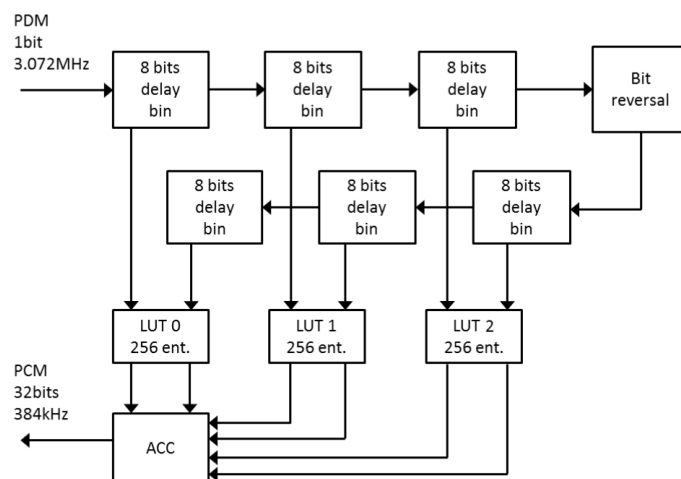 PDM
1bit
3.072MHz
8 bits
delay
bin
8 bits
delay
bin
8 bits
delay
bin
Bit
reversal
8 bits
delay
bin
8 bits
delay
bin
8 bits
delay
bin
LUT 0
256 ent.
LUT 1
256 ent.
LUT 2
256 ent.
PCM
32bits
384kHz
ACC